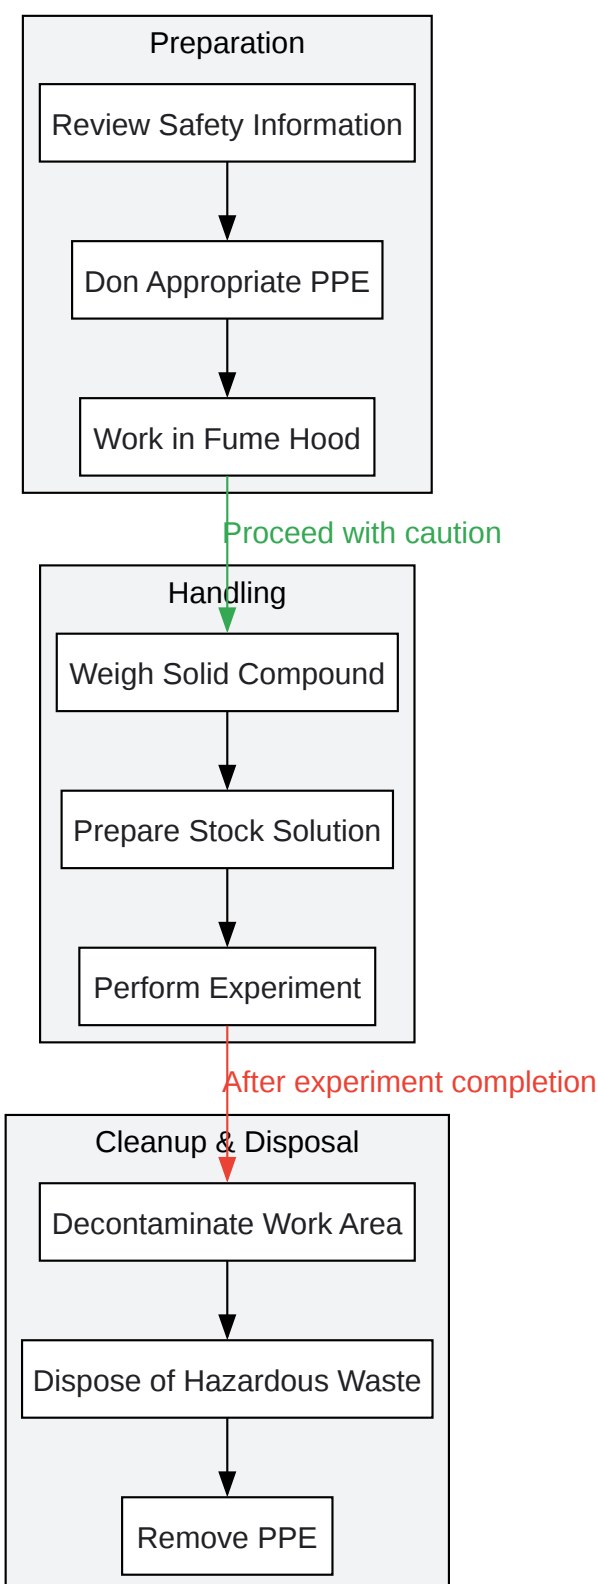 Preparation
Review Safety Information
Don Appropriate PPE
Work in Fume Hood
Proceed with caution
Handling
Weigh Solid Compound
Prepare Stock Solution
Perform Experiment
After experiment completion
Cleanup & Disposal
Decontaminate Work Area
Dispose of Hazardous Waste
Remove PPE